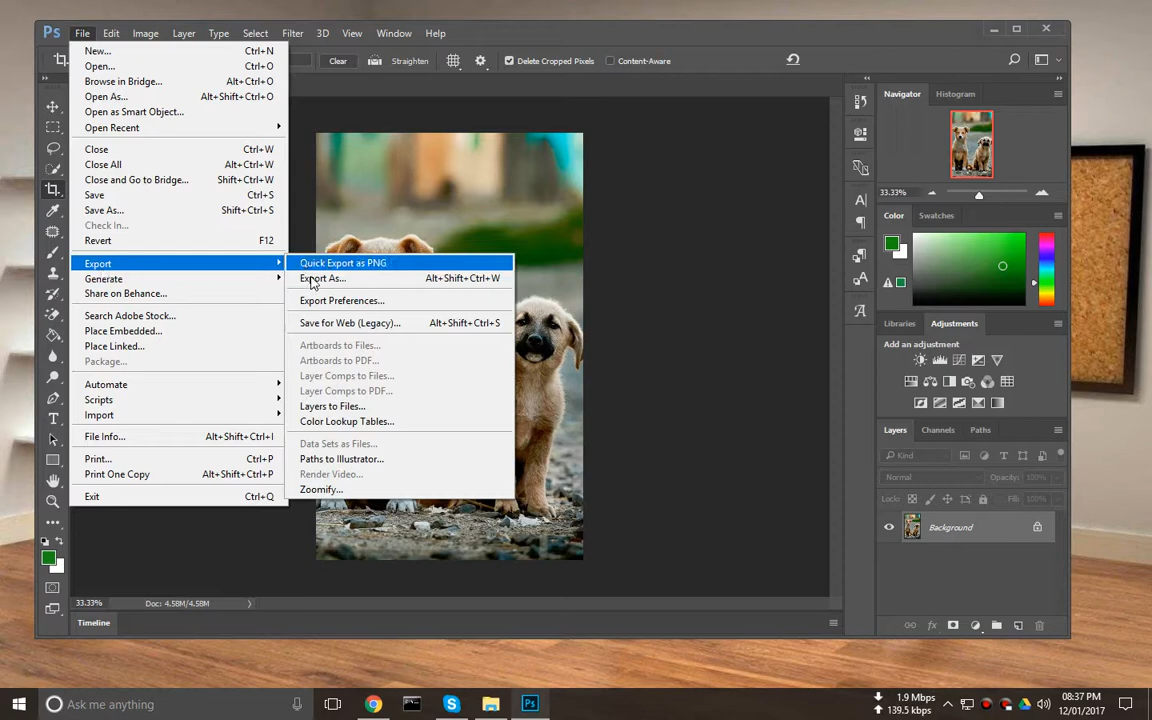 Ps File Edit Image Layer Type Select Filter 3D View Window Help
Clear Straighten Delete Cropped Pixels Content-Aware
New... Ctrl+N
Open... Ctrl+O
Browse in Bridge... Alt+Ctrl+O
Open As... Alt+Shift+Ctrl+O
Open as Smart Object...
Open Recent
Close Ctrl+W
Close All Alt+Ctrl+W
Close and Go to Bridge... Shift+Ctrl+W
Save Ctrl+S
Save As... Shift+Ctrl+S
Check In...
Revert F12
Export
Generate
Share on Behance...
Search Adobe Stock...
Place Embedded...
Place Linked...
Package...
Automate
Scripts
Import
File Info... Alt+Shift+Ctrl+I
Print... Ctrl+P
Print One Copy Alt+Shift+Ctrl+P
Exit Ctrl+Q
Quick Export as PNG
Export As... Alt+Shift+Ctrl+W
Export Preferences...
Save for Web (Legacy)... Alt+Shift+Ctrl+S
Artboards to Files...
Artboards to PDF...
Layer Comps to Files...
Layer Comps to PDF...
Layers to Files...
Color Lookup Tables...
Data Sets as Files...
Paths to Illustrator...
Render Video...
Zoomify...
Navigator Histogram
33.33%
Color Swatches
Libraries Adjustments
Add an adjustment
Layers Channels Paths
Kind
Normal Opacity: 100%
Lock: Fill: 100%
Background
33.33% Doc: 4.58M/4.58M
Timeline
Ask me anything
Ps
1.9 Mbps
139.5 kbps
08:37 PM
12/01/2017